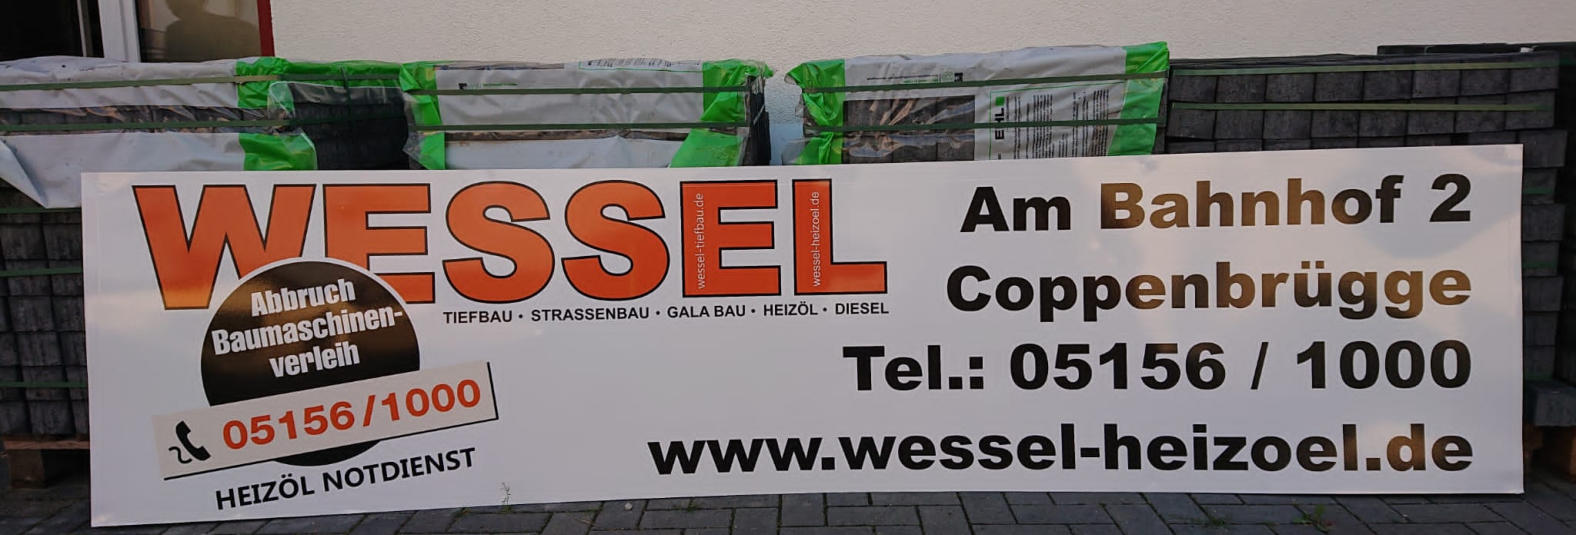 WESSEL
wessel-tiefbau.de
wessel-heizoel.de
TIEFBAU · STRASSENBAU · GALA BAU · HEIZÖL · DIESEL
Abbruch
Baumaschinen-
verleih
05156/1000
HEIZÖL NOTDIENST
Am Bahnhof 2
Coppenbrügge
Tel.: 05156 / 1000
www.wessel-heizoel.de
EHL